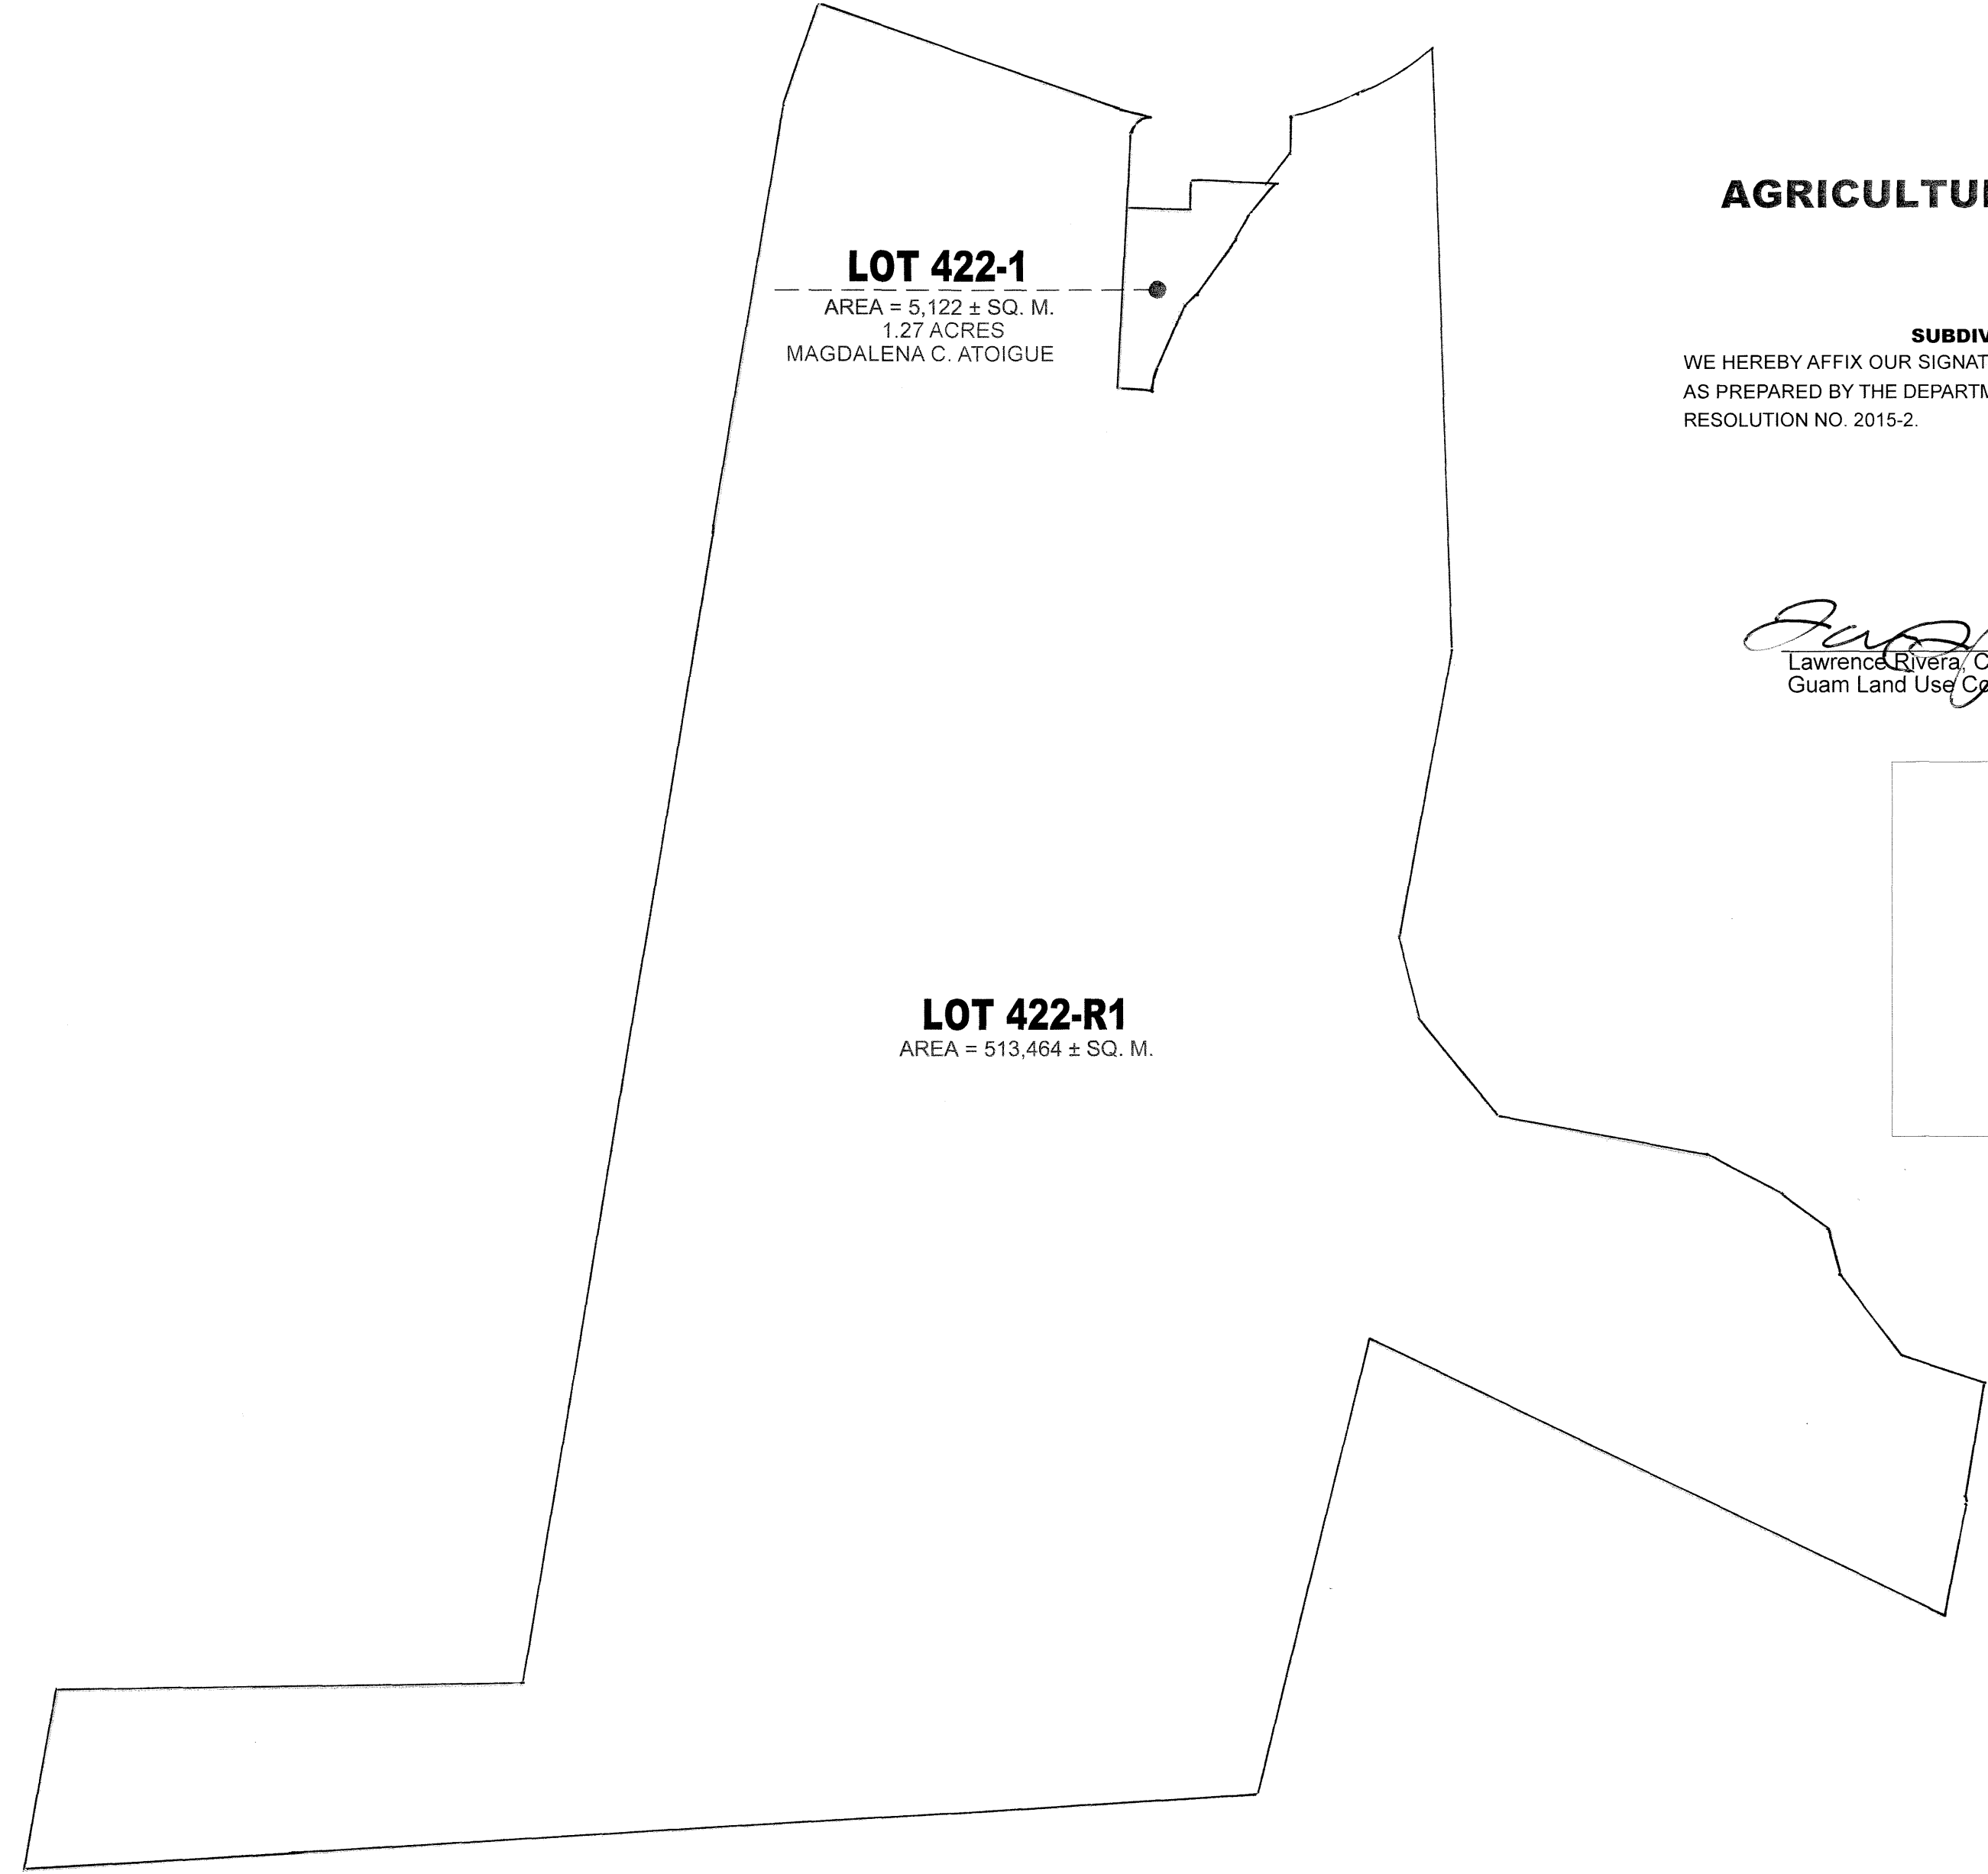 AGRICULTU
LOT 422-1
AREA = 5,122 ± SQ. M.
1.27 ACRES
MAGDALENA C. ATOIGUE
SUBDIV
WE HEREBY AFFIX OUR SIGNAT
AS PREPARED BY THE DEPARTM
RESOLUTION NO. 2015-2.
Lawrence Rivera, C
Guam Land Use Co
LOT 422-R1
AREA = 513,464 ± SQ. M.